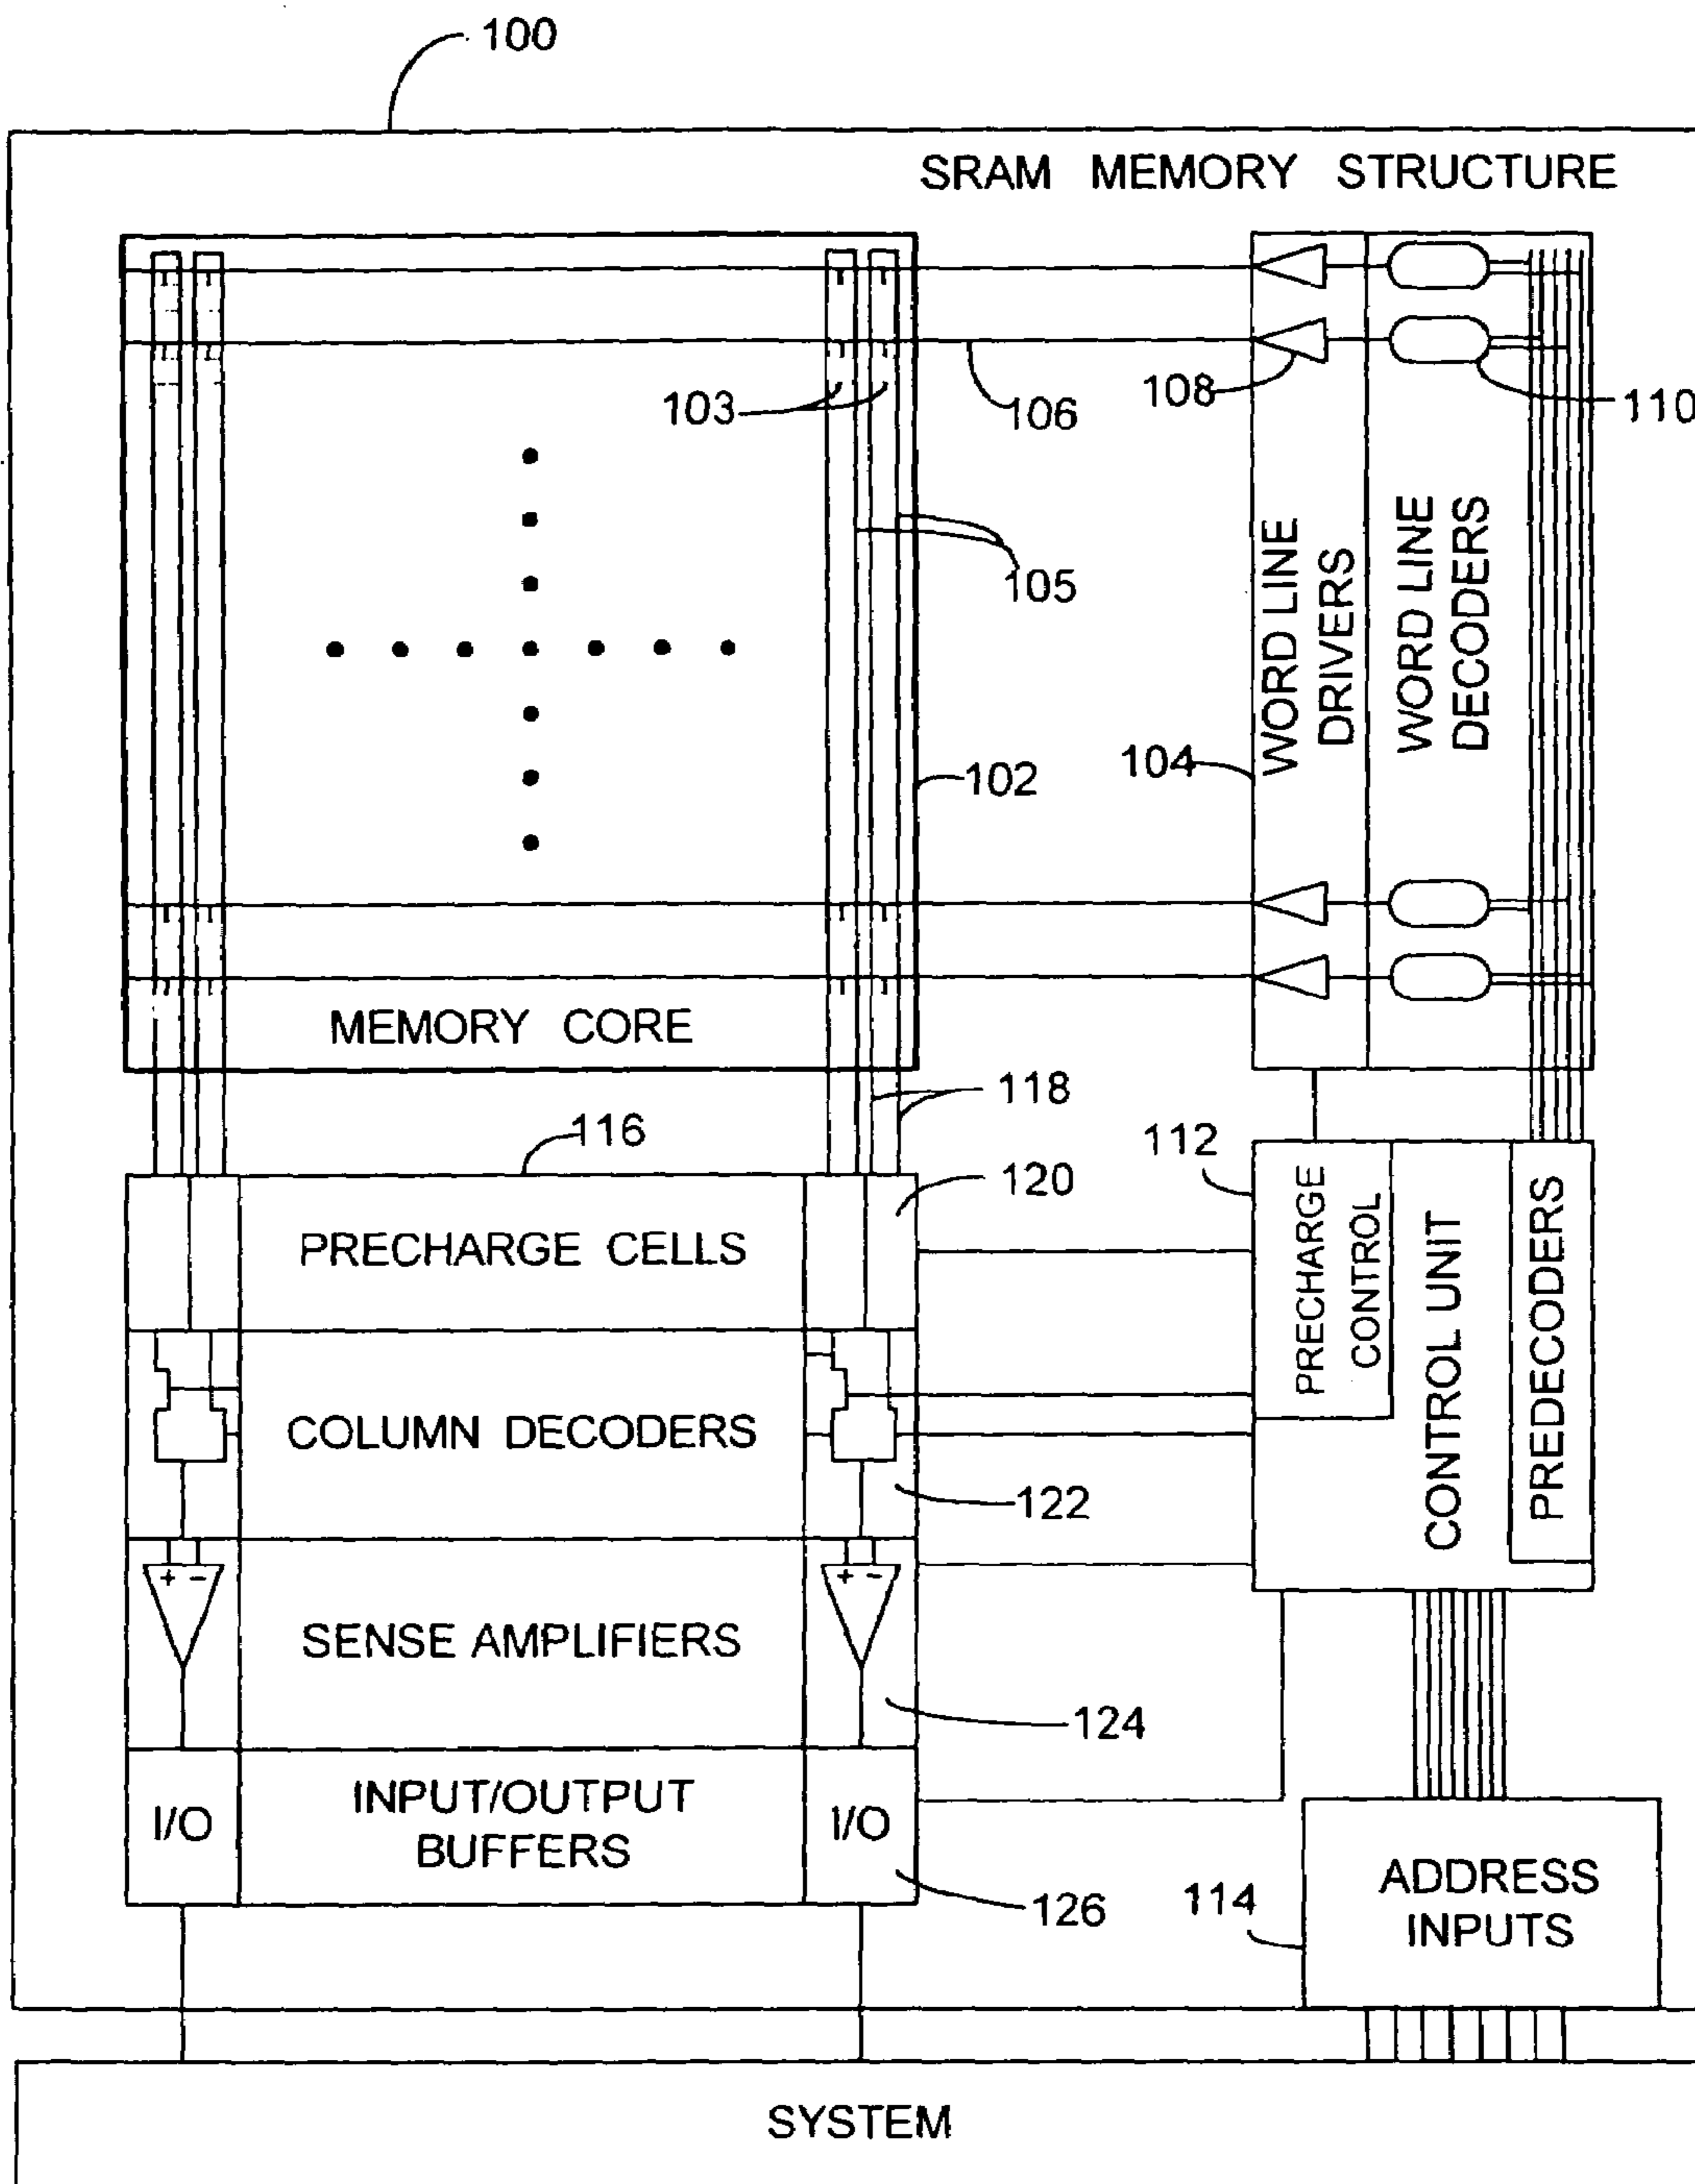 100
SRAM MEMORY STRUCTURE
103
106
108
110
105
WORD LINE
DRIVERS
WORD LINE
DECODERS
104
102
MEMORY CORE
118
116
112
120
PRECHARGE CELLS
PRECHARGE
CONTROL
CONTROL UNIT
PREDECODERS
COLUMN DECODERS
122
+ -
+ -
SENSE AMPLIFIERS
124
I/O
INPUT/OUTPUT
BUFFERS
I/O
126
114
ADDRESS
INPUTS
SYSTEM